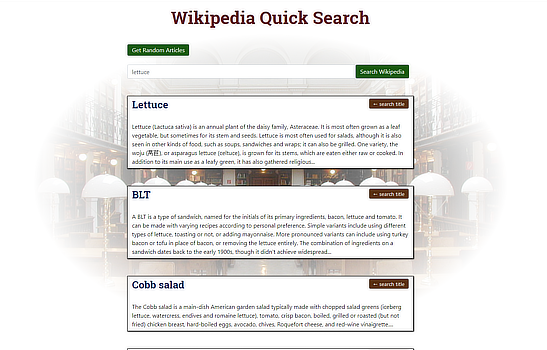 Wikipedia Quick Search
Get Random Articles
lettuce
Search Wikipedia
Lettuce
← search title
Lettuce (Lactuca sativa) is an annual plant of the daisy family, Asteraceae. It is most often grown as a leaf
vegetable, but sometimes for its stem and seeds. Lettuce is most often used for salads, although it is also
seen in other kinds of food, such as soups, sandwiches and wraps; it can also be grilled. One variety, the
woju (莴苣), or asparagus lettuce (celtuce), is grown for its stems, which are eaten either raw or cooked. In
addition to its main use as a leafy green, it has also gathered religious...
BLT
← search title
A BLT is a type of sandwich, named for the initials of its primary ingredients, bacon, lettuce and tomato. It
can be made with varying recipes according to personal preference. Simple variants include using different
types of lettuce, toasting or not, or adding mayonnaise. More pronounced variants can include using turkey
bacon or tofu in place of bacon, or removing the lettuce entirely. The combination of ingredients on a
sandwich dates back to the early 1900s, though it didn't achieve widespread...
Cobb salad
← search title
The Cobb salad is a main-dish American garden salad typically made with chopped salad greens (iceberg
lettuce, watercress, endives and romaine lettuce), tomato, crisp bacon, boiled, grilled or roasted (but not
fried) chicken breast, hard-boiled eggs, avocado, chives, Roquefort cheese, and red-wine vinaigrette....